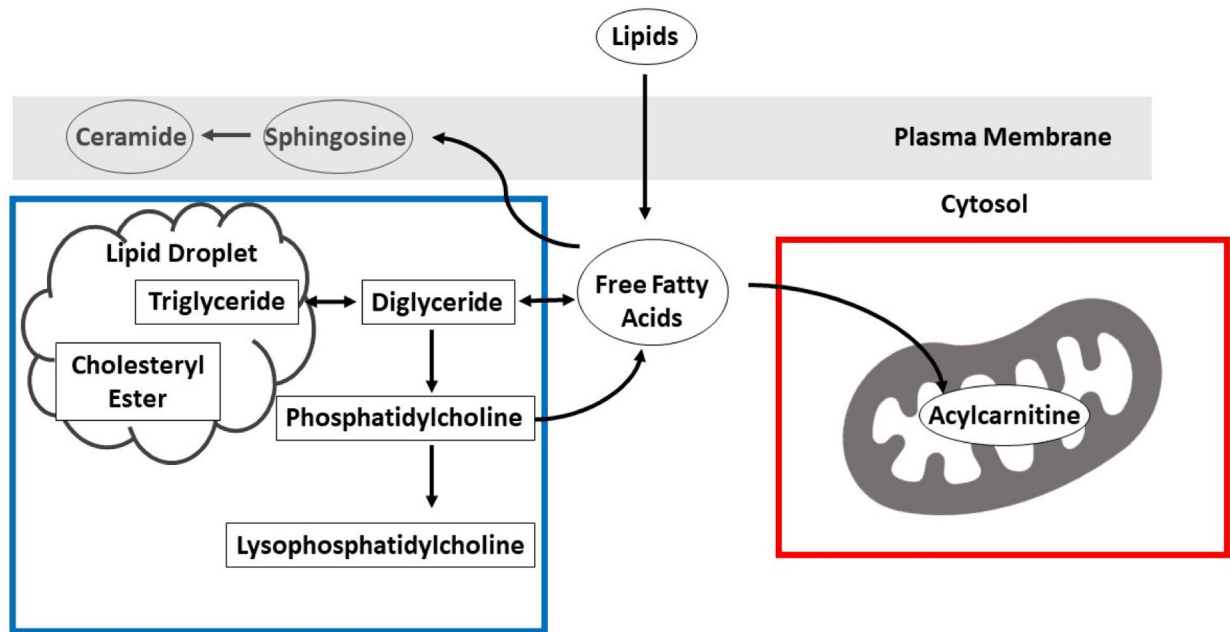 Lipids
Ceramide
Sphingosine
Plasma Membrane
Cytosol
Lipid Droplet
Triglyceride
Diglyceride
Free Fatty
Acids
Cholesteryl
Ester
Phosphatidylcholine
Acylcarnitine
Lysophosphatidylcholine